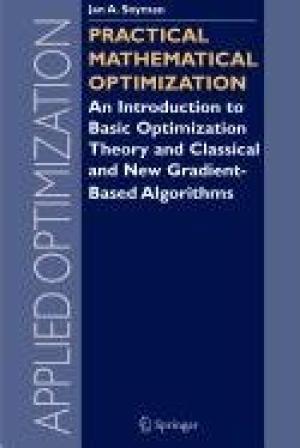 Jan A. Snyman
PRACTICAL
MATHEMATICAL
OPTIMIZATION
An Introduction to
Basic Optimization
Theory and Classical
and New Gradient-
Based Algorithms
APPLIED OPTIMIZATION
Springer